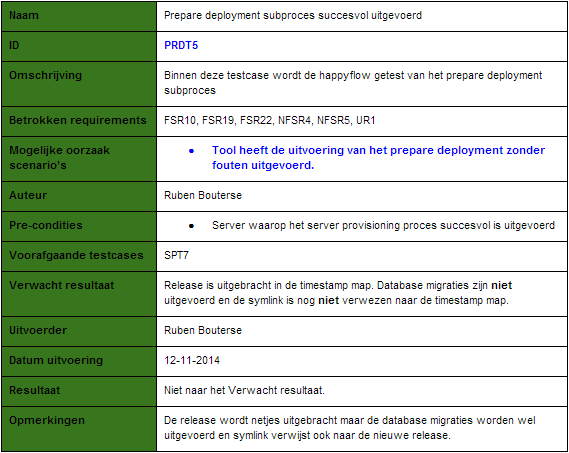 Naam
Prepare deployment subproces succesvol uitgevoerd
ID
PRDT5
Omschrijving
Binnen deze testcase wordt de happyflow getest van het prepare deployment
subproces
Betrokken requirements
FSR10, FSR19, FSR22, NFSR4, NFSR5, UR1
Mogelijke oorzaak
scenario's
● Tool heeft de uitvoering van het prepare deployment zonder
fouten uitgevoerd.
Auteur
Ruben Bouterse
Pre-condities
● Server waarop het server provisioning proces succesvol is uitgevoerd
Voorafgaande testcases
SPT7
Verwacht resultaat
Release is uitgebracht in de timestamp map. Database migraties zijn niet
uitgevoerd en de symlink is nog niet verwezen naar de timestamp map.
Uitvoerder
Ruben Bouterse
Datum uitvoering
12-11-2014
Resultaat
Niet naar het Verwacht resultaat.
Opmerkingen
De release wordt netjes uitgebracht maar de database migraties worden wel
uitgevoerd en symlink verwijst ook naar de nieuwe release.